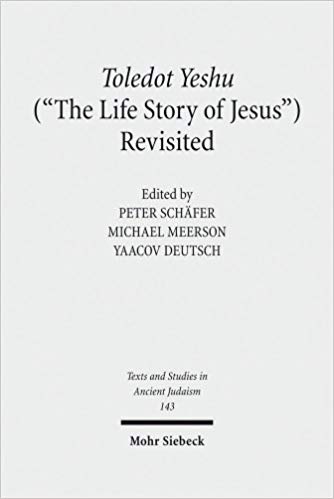 Toledot Yeshu
(“The Life Story of Jesus”)
Revisited
Edited by
PETER SCHÄFER
MICHAEL MEERSON
YAACOV DEUTSCH
Texts and Studies in
Ancient Judaism
143
Mohr Siebeck